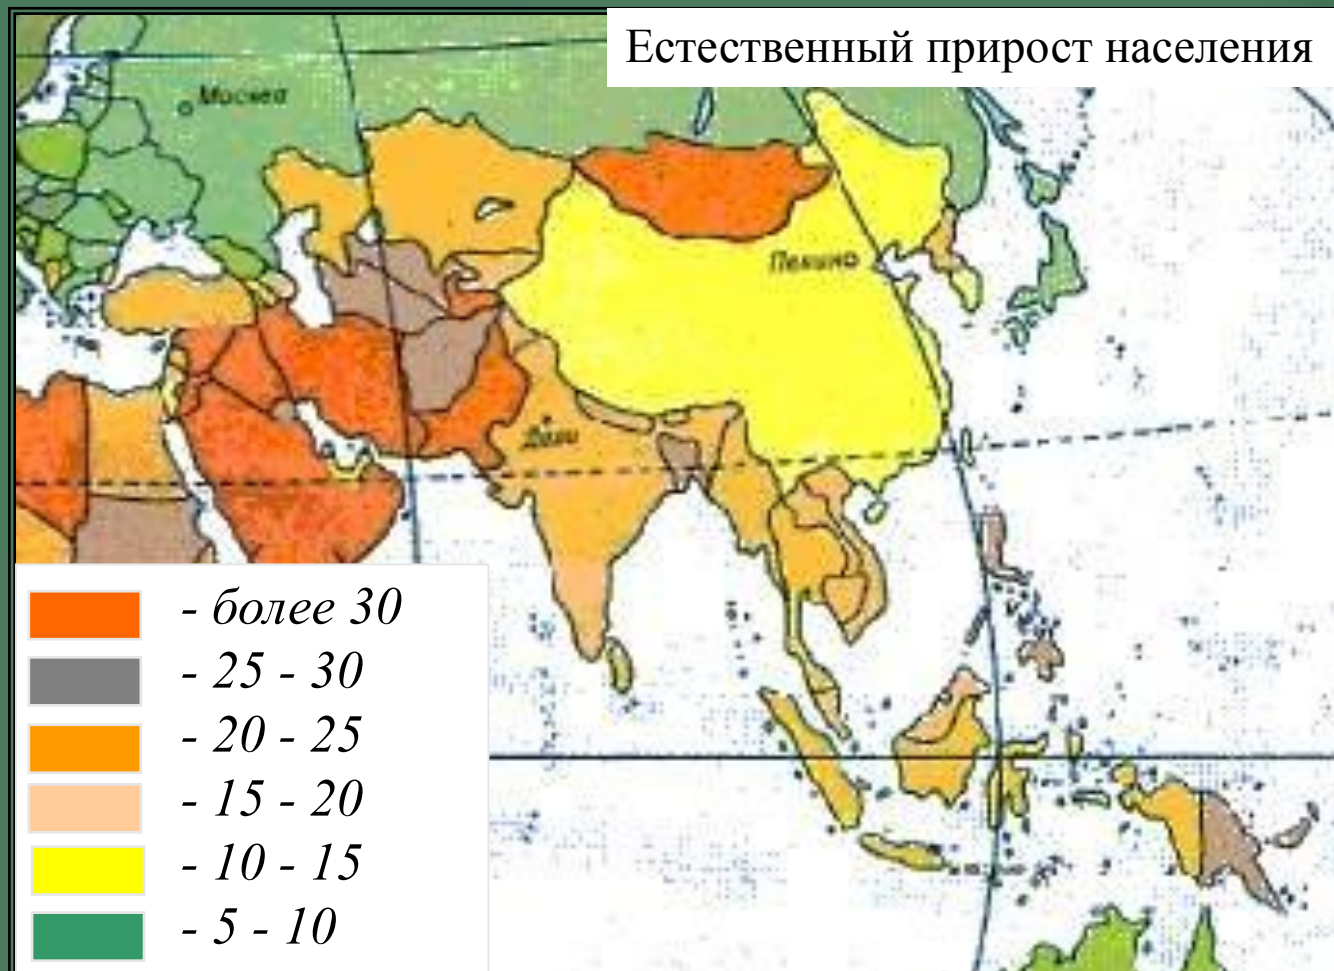 Естественный прирост населения
Москва
Пекин
Дели
- более 30
- 25 - 30
- 20 - 25
- 15 - 20
- 10 - 15
- 5 - 10